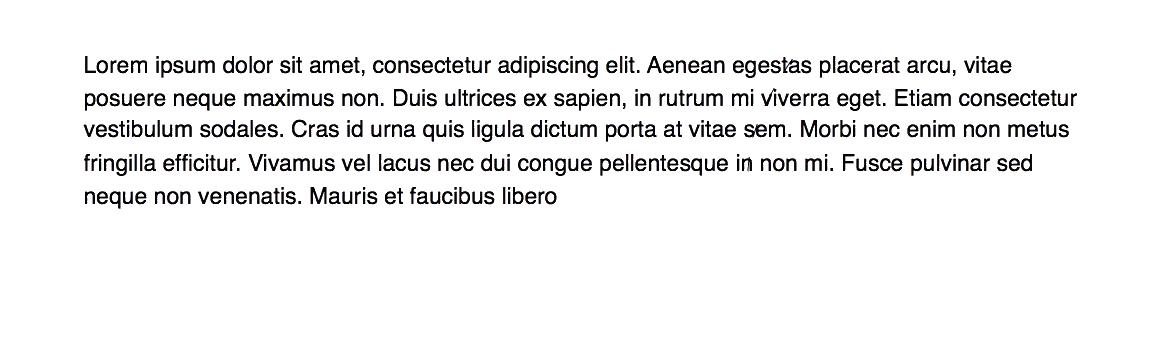 Lorem ipsum dolor sit amet, consectetur adipiscing elit. Aenean egestas placerat arcu, vitae
posuere neque maximus non. Duis ultrices ex sapien, in rutrum mi viverra eget. Etiam consectetur
vestibulum sodales. Cras id urna quis ligula dictum porta at vitae sem. Morbi nec enim non metus
fringilla efficitur. Vivamus vel lacus nec dui congue pellentesque in non mi. Fusce pulvinar sed
neque non venenatis. Mauris et faucibus libero